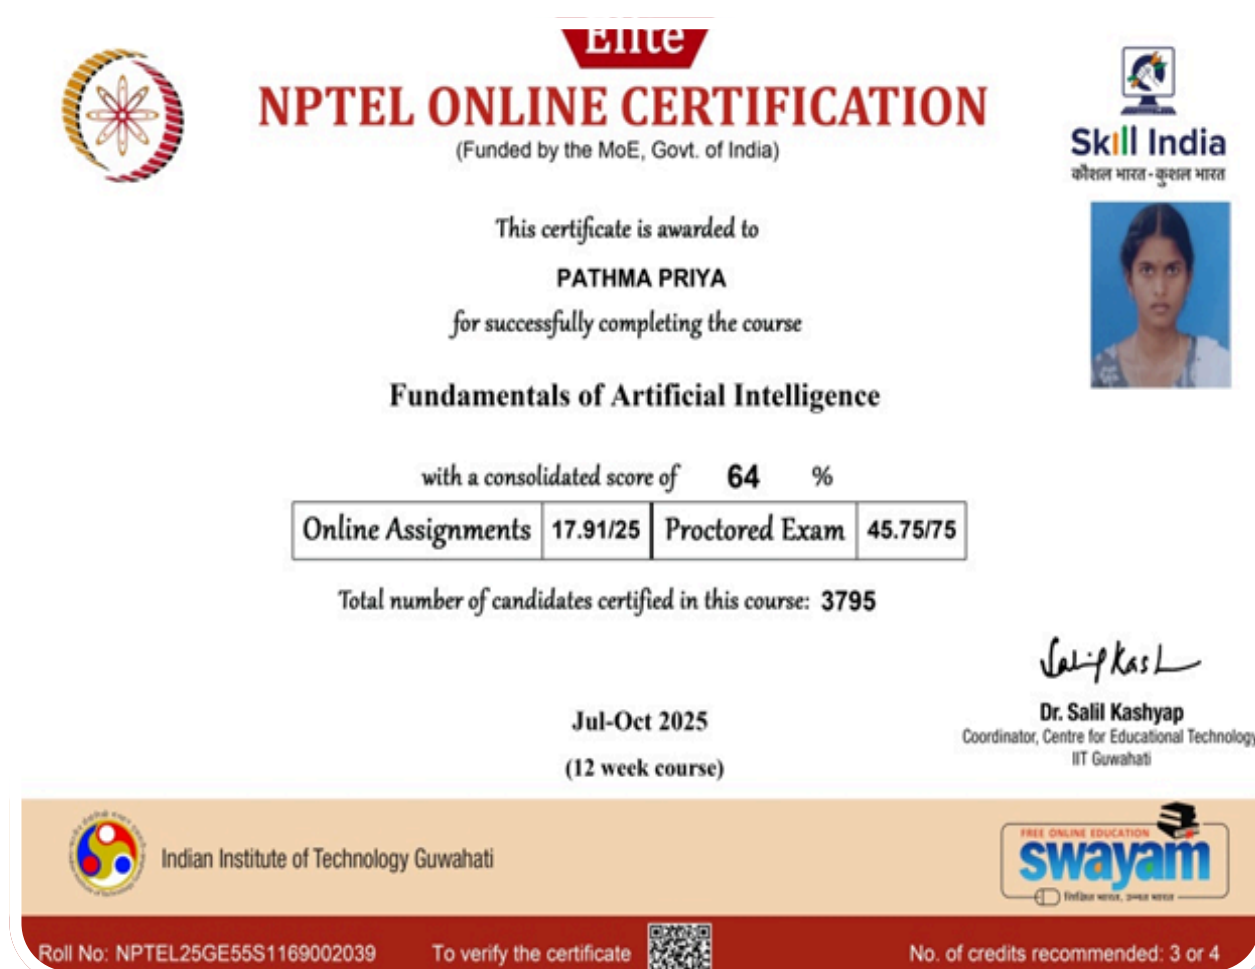 Elite
NPTEL ONLINE CERTIFICATION
(Funded by the MoE, Govt. of India)
Skill India
कौशल भारत - कुशल भारत
This certificate is awarded to
PATHMA PRIYA
for successfully completing the course
Fundamentals of Artificial Intelligence
with a consolidated score of 64 %
Online Assignments 17.91/25 Proctored Exam 45.75/75
Total number of candidates certified in this course: 3795
Jul-Oct 2025
(12 week course)
Dr. Salil Kashyap
Coordinator, Centre for Educational Technology
IIT Guwahati
Indian Institute of Technology Guwahati
FREE ONLINE EDUCATION
swayam
Roll No: NPTEL25GE55S1169002039 To verify the certificate No. of credits recommended: 3 or 4